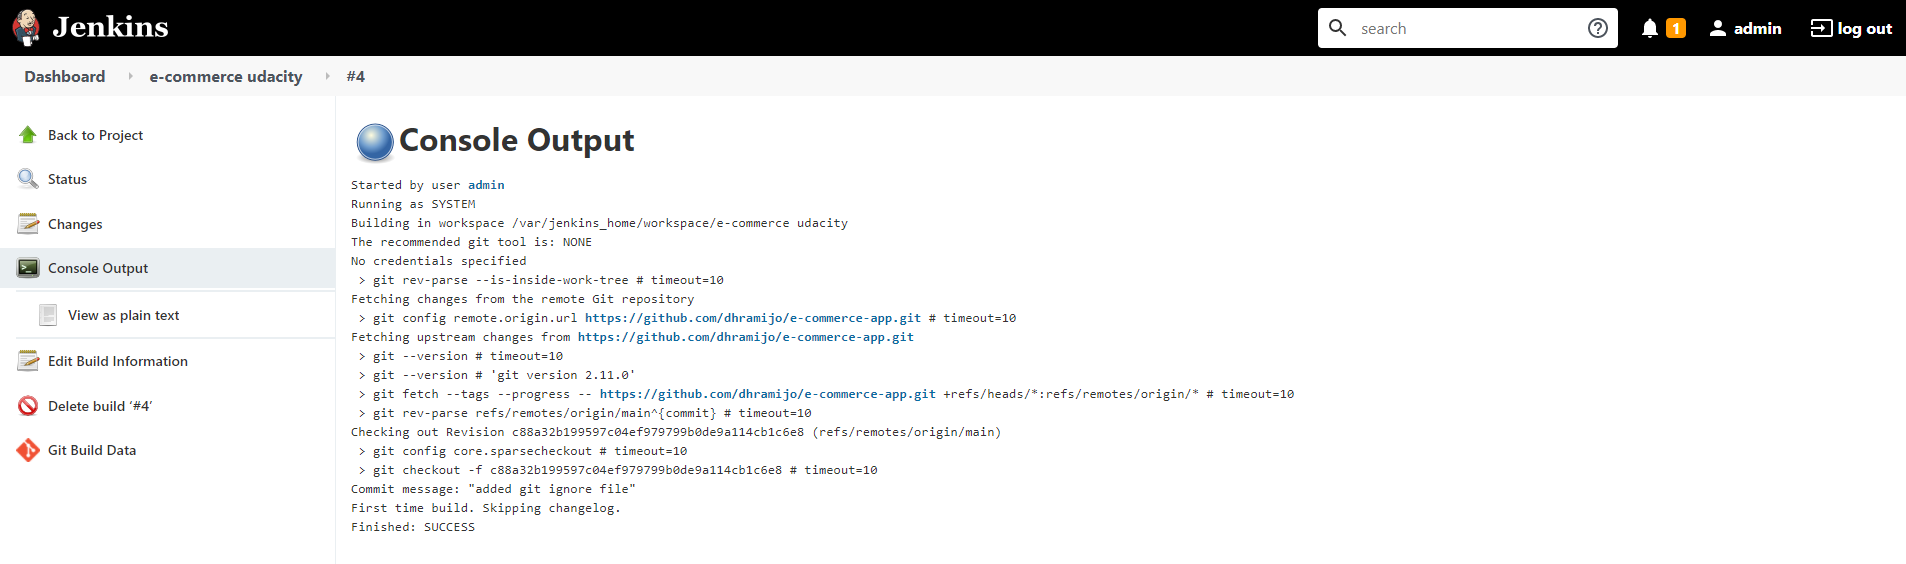 Jenkins
search
1
admin
log out
Dashboard
e-commerce udacity
#4
Back to Project
Status
Changes
Console Output
View as plain text
Edit Build Information
Delete build ‘#4’
Git Build Data
Console Output
Started by user admin
Running as SYSTEM
Building in workspace /var/jenkins_home/workspace/e-commerce udacity
The recommended git tool is: NONE
No credentials specified
 > git rev-parse --is-inside-work-tree # timeout=10
Fetching changes from the remote Git repository
 > git config remote.origin.url https://github.com/dhramijo/e-commerce-app.git # timeout=10
Fetching upstream changes from https://github.com/dhramijo/e-commerce-app.git
 > git --version # timeout=10
 > git --version # 'git version 2.11.0'
 > git fetch --tags --progress -- https://github.com/dhramijo/e-commerce-app.git +refs/heads/*:refs/remotes/origin/* # timeout=10
 > git rev-parse refs/remotes/origin/main^{commit} # timeout=10
Checking out Revision c88a32b199597c04ef979799b0de9a114cb1c6e8 (refs/remotes/origin/main)
 > git config core.sparsecheckout # timeout=10
 > git checkout -f c88a32b199597c04ef979799b0de9a114cb1c6e8 # timeout=10
Commit message: "added git ignore file"
First time build. Skipping changelog.
Finished: SUCCESS